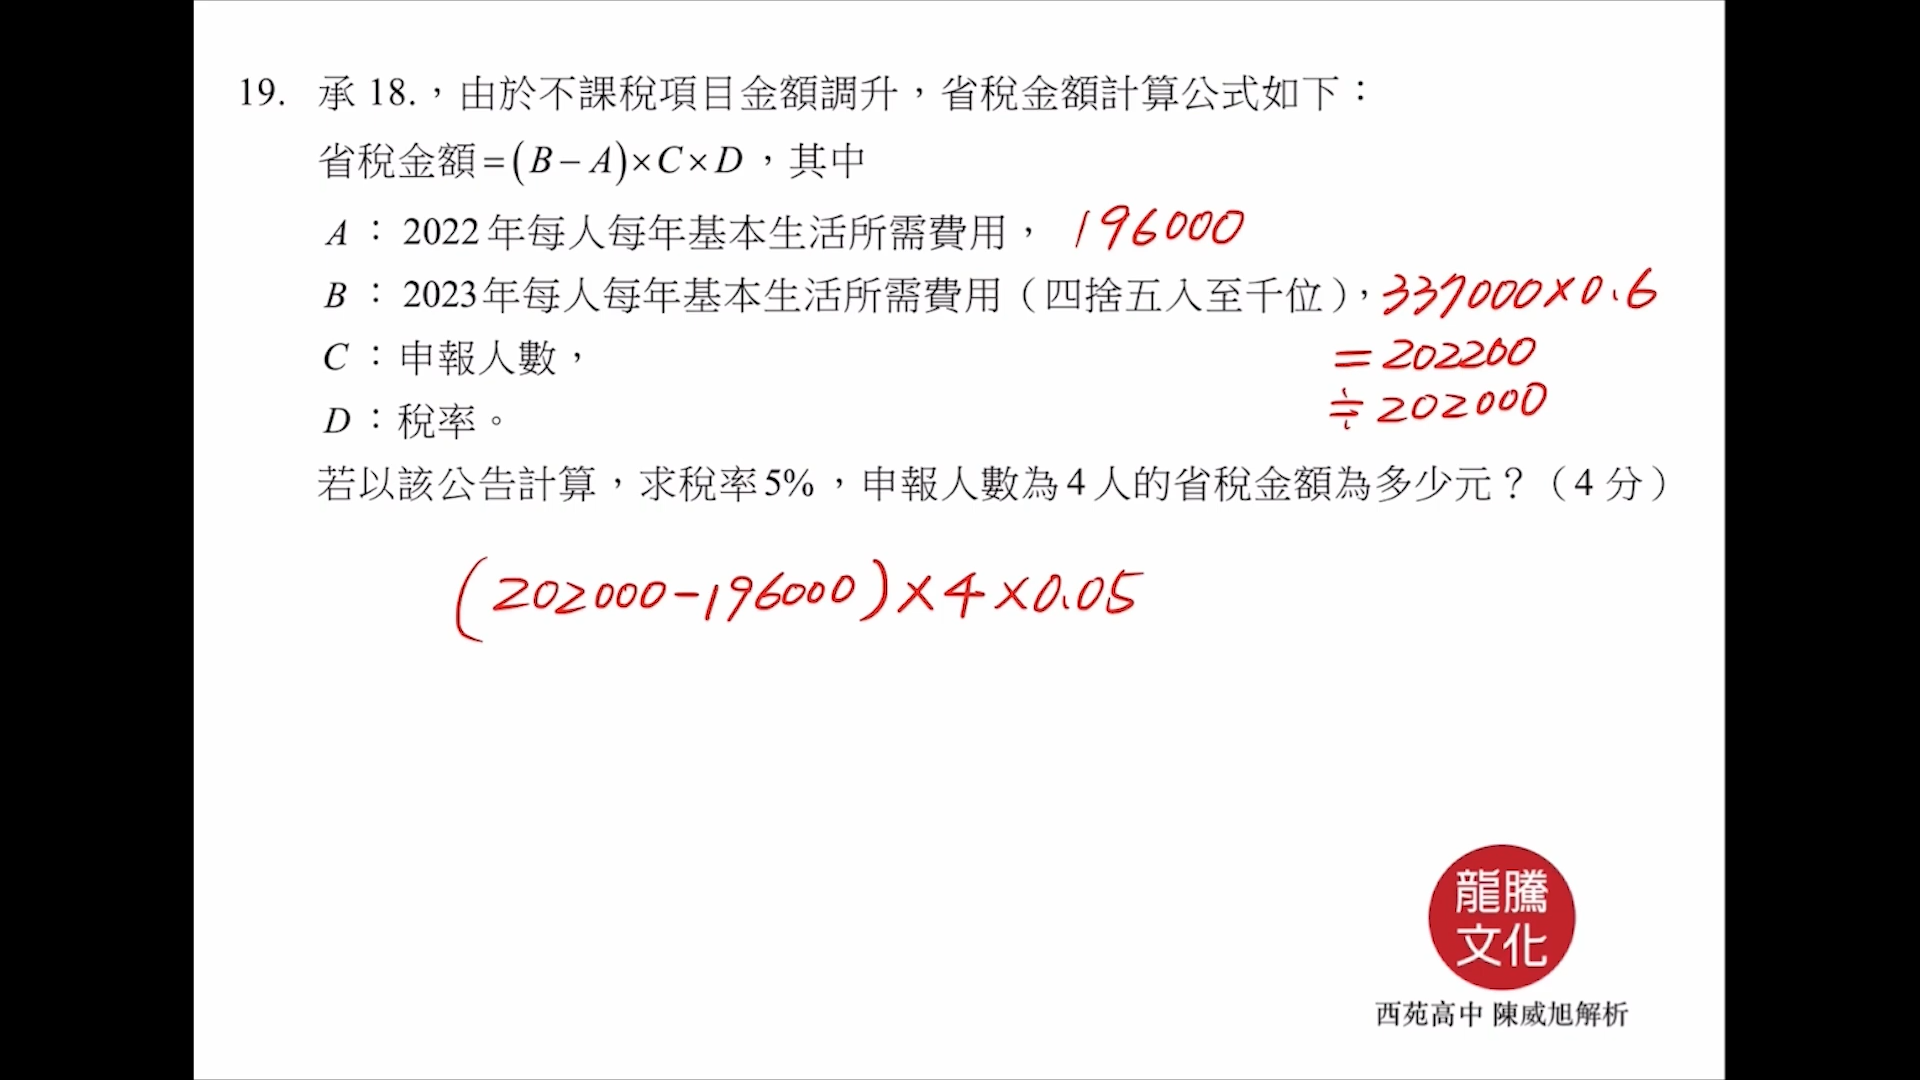 19. 承 18.，由於不課稅項目金額調升，省稅金額計算公式如下：
省稅金額=(B－A)×C×D，其中
A：2022年每人每年基本生活所需費用， 196000
B：2023年每人每年基本生活所需費用（四捨五入至千位），337000×0.6
=202200
≒202000
C：申報人數，
D：稅率。
若以該公告計算，求稅率5%，申報人數為4人的省稅金額為多少元？（4 分）
(202000-196000)×4×0.05
龍騰
文化
西苑高中 陳威旭解析